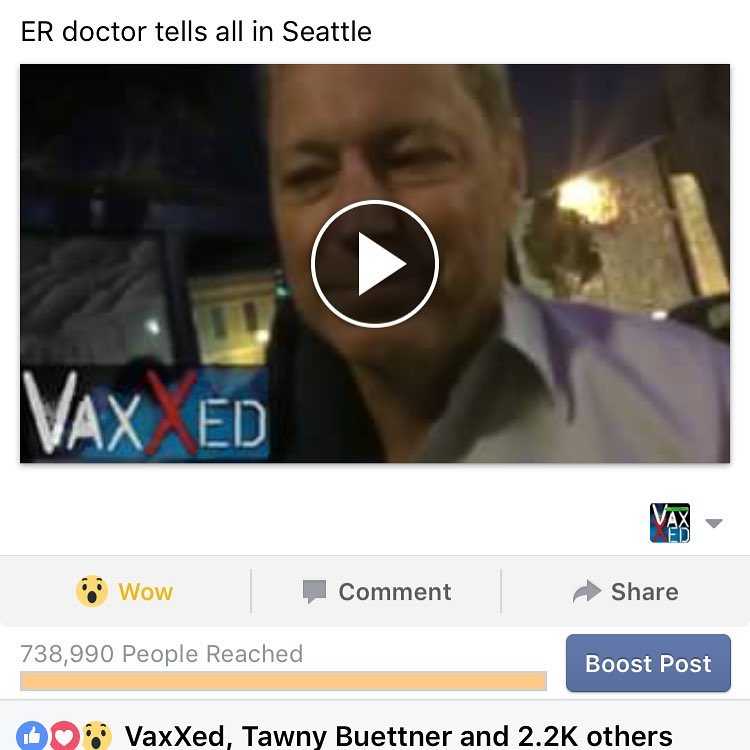 ER doctor tells all in Seattle
VAXXED
VAX
XED
Wow
Comment
Share
738,990 People Reached
Boost Post
VaxXed, Tawny Buettner and 2.2K others